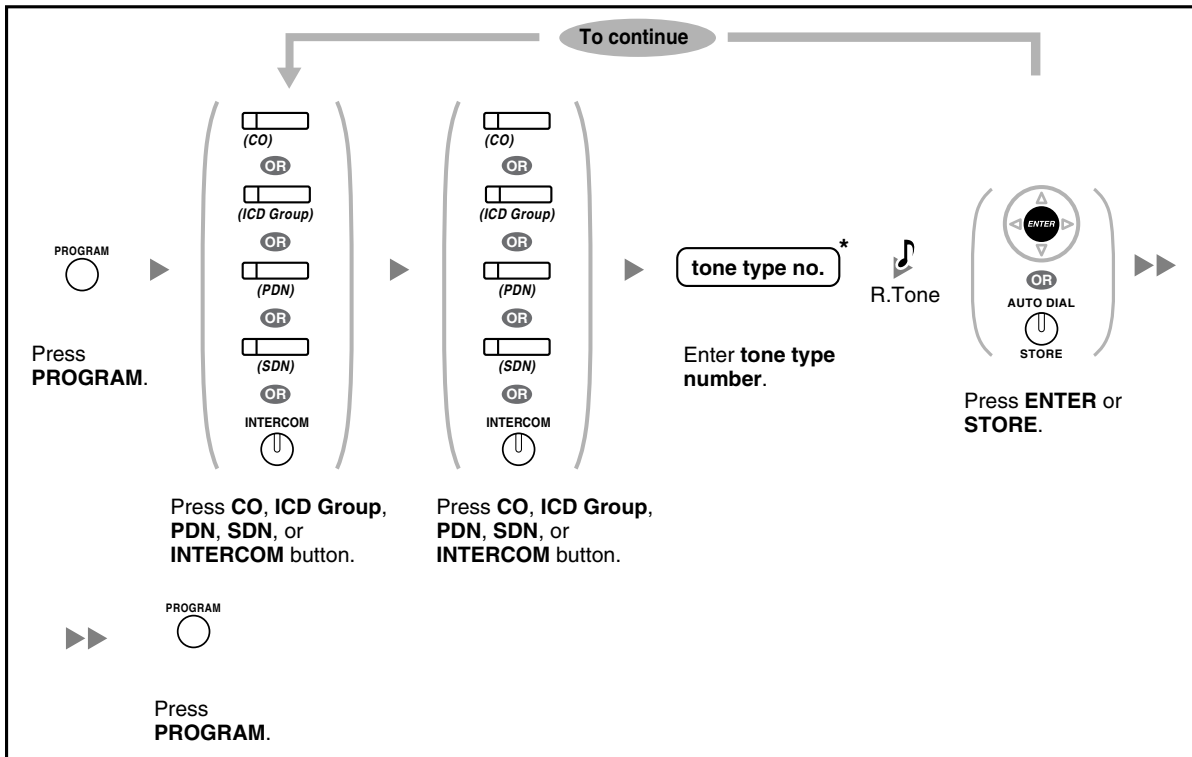 To continue
PROGRAM
Press
PROGRAM.
(CO)
OR
(ICD Group)
OR
(PDN)
OR
(SDN)
OR
INTERCOM
Press CO, ICD Group,
PDN, SDN, or
INTERCOM button.
(CO)
OR
(ICD Group)
OR
(PDN)
OR
(SDN)
OR
INTERCOM
Press CO, ICD Group,
PDN, SDN, or
INTERCOM button.
tone type no.*
Enter tone type
number.
R.Tone
ENTER
OR
AUTO DIAL
STORE
Press ENTER or
STORE.
PROGRAM
Press
PROGRAM.